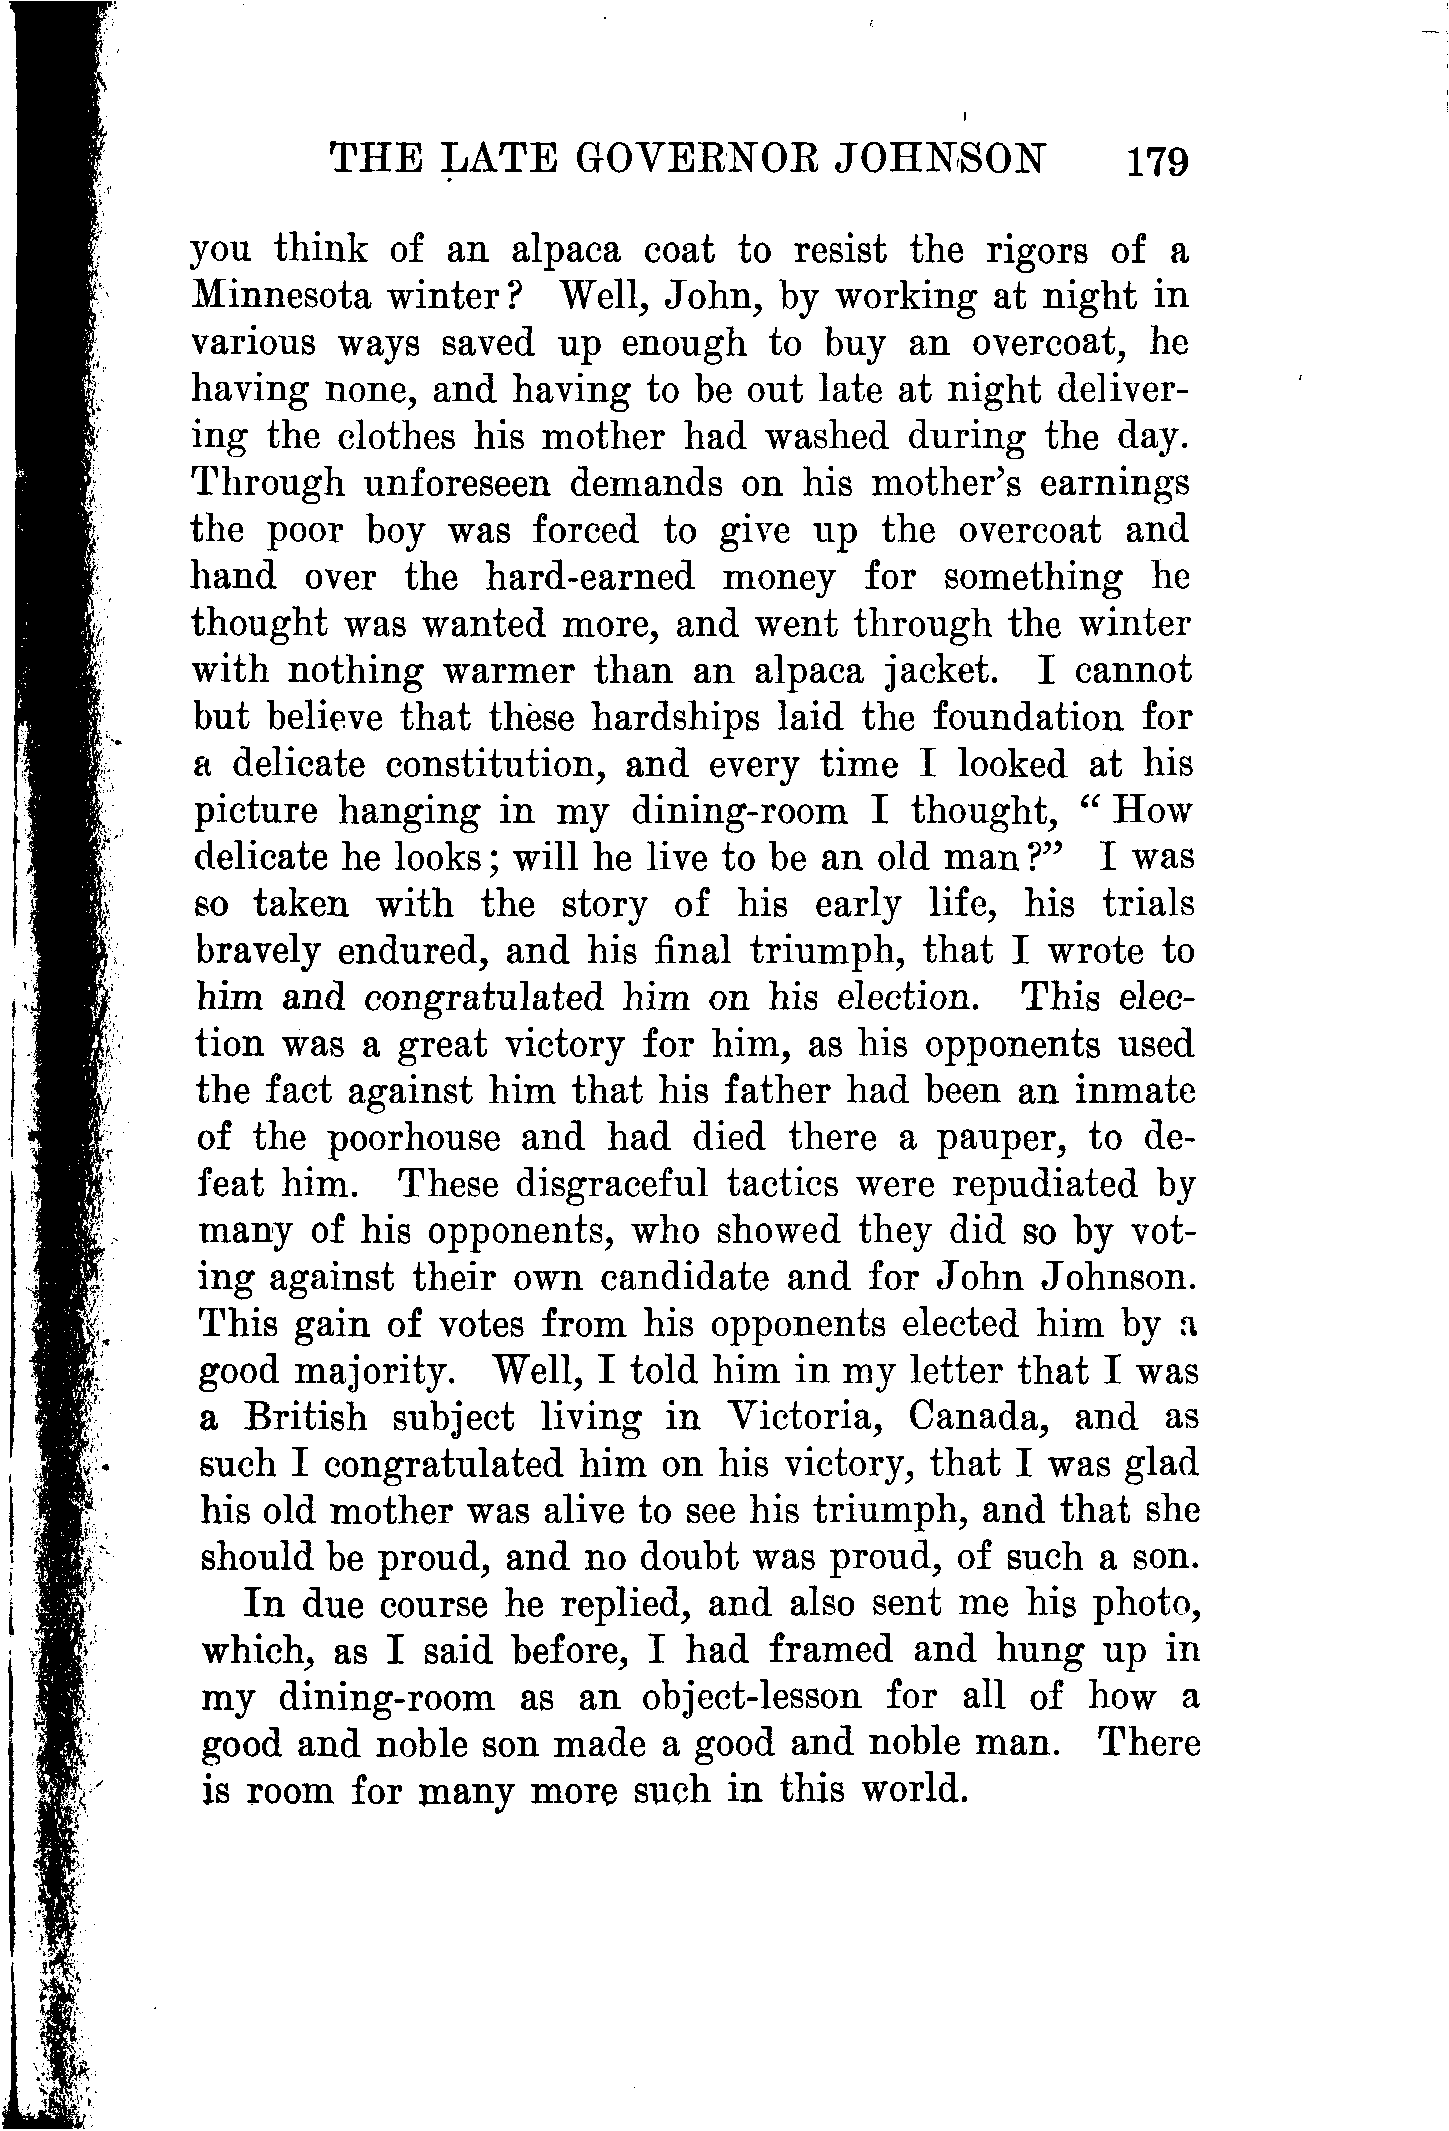 THE LATE GOVERNOR JOHNSON 179
you think of an alpaca coat to resist the rigors of a
Minnesota winter? Well, John, by working at night in
various ways saved up enough to buy an overcoat, he
having none, and having to be out late at night deliver-
ing the clothes his mother had washed during the day.
Through unforeseen demands on his mother's earnings
the poor boy was forced to give up the overcoat and
hand over the hard-earned money for something he
thought was wanted more, and went through the winter
with nothing warmer than an alpaca jacket. I cannot
but believe that these hardships laid the foundation for
a delicate constitution, and every time I looked at his
picture hanging in my dining-room I thought, " How
delicate he looks; will he live to be an old man?" I was
so taken with the story of his early life, his trials
bravely endured, and his final triumph, that I wrote to
him and congratulated him on his election. This elec-
tion was a great victory for him, as his opponents used
the fact against him that his father had been an inmate
of the poorhouse and had died there a pauper, to de-
feat him. These disgraceful tactics were repudiated by
many of his opponents, who showed they did so by vot-
ing against their own candidate and for John Johnson.
This gain of votes from his opponents elected him by a
good majority. Well, I told him in my letter that I was
a British subject living in Victoria, Canada, and as
such I congratulated him on his victory, that I was glad
his old mother was alive to see his triumph, and that she
should be proud, and no doubt was proud, of such a son.
In due course he replied, and also sent me his photo,
which, as I said before, I had framed and hung up in
my dining-room as an object-lesson for all of how a
good and noble son made a good and noble man. There
is room for many more such in this world.